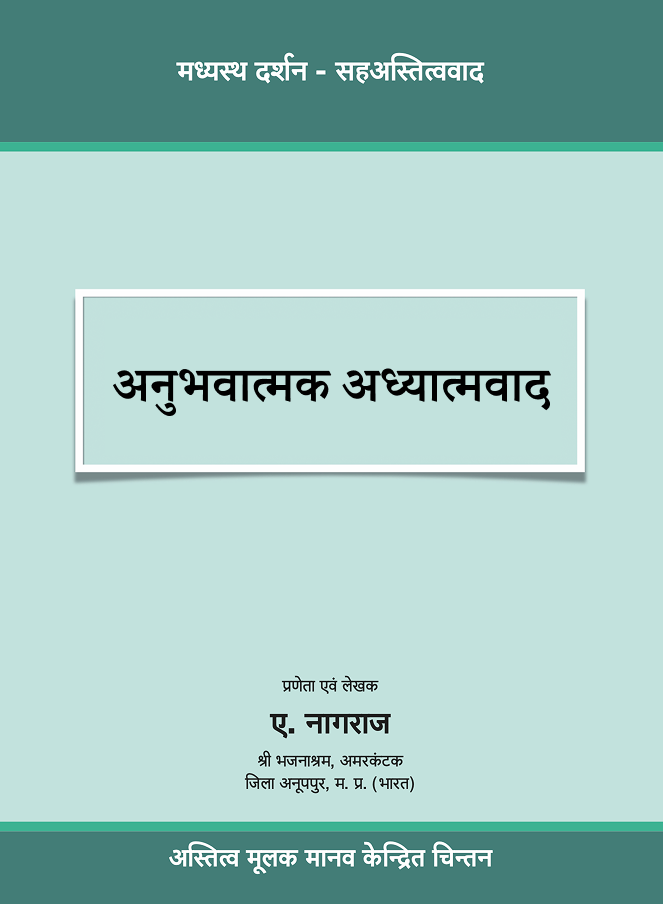 मध्यस्थ दर्शन - सहअस्तित्ववाद
अनुभवात्मक अध्यात्मवाद
प्रणेता एवं लेखक
ए. नागराज
श्री भजनाश्रम, अमरकंटक
जिला अनूपपुर, म. प्र. (भारत)
अस्तित्व मूलक मानव केन्द्रित चिन्तन